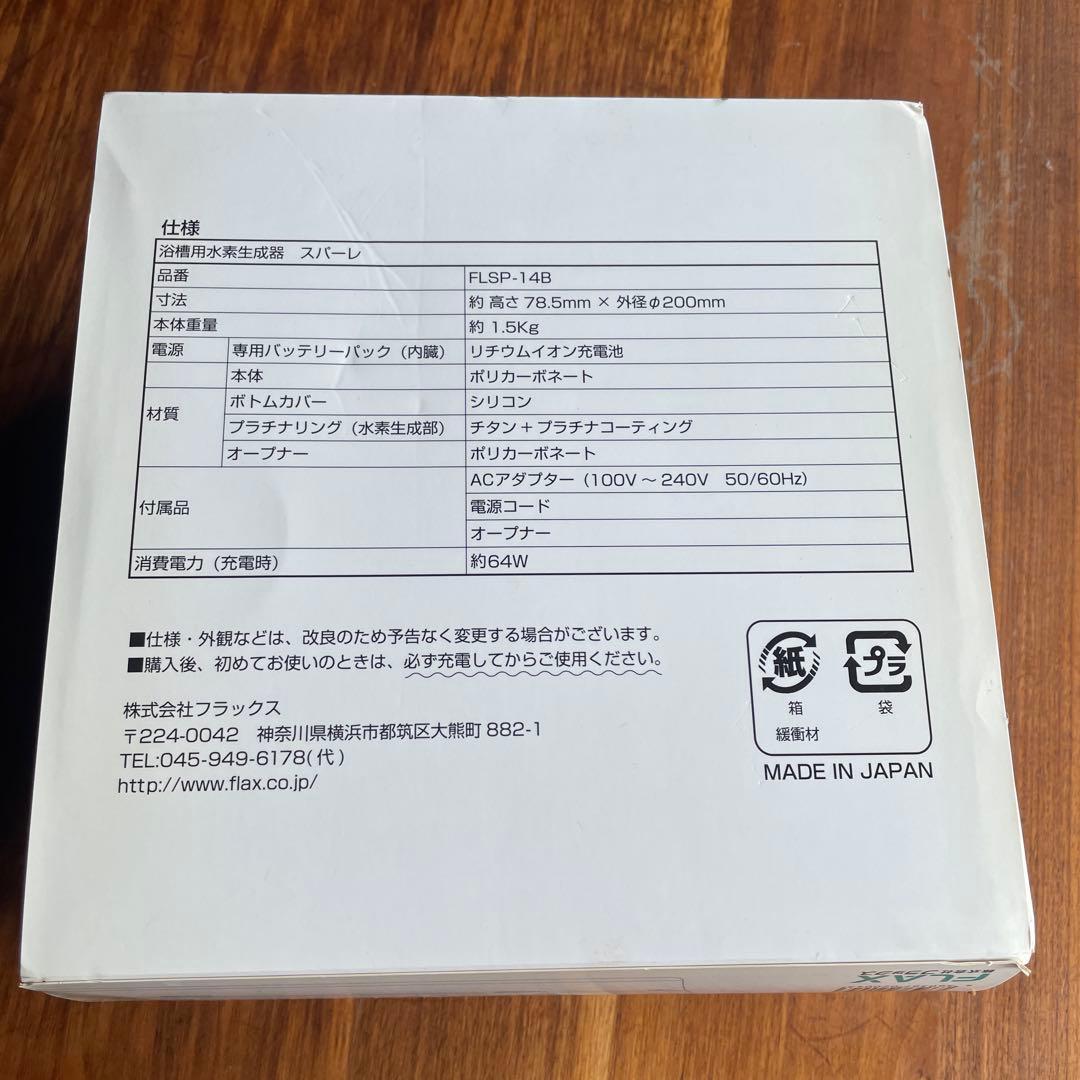 仕様
浴槽用水素生成器 スパーレ
品番 FLSP-14B
寸法 約 高さ 78.5mm × 外径φ200mm
本体重量 約 1.5Kg
電源 専用バッテリーパック（内臓） リチウムイオン充電池
本体 ポリカーボネート
材質 ボトムカバー シリコン
プラチナリング（水素生成部） チタン＋プラチナコーティング
オープナー ポリカーボネート
付属品 ACアダプター（100V～240V 50/60Hz）
電源コード
オープナー
消費電力（充電時） 約64W
■仕様・外観などは、改良のため予告なく変更する場合がございます。
■購入後、初めてお使いのときは、必ず充電してからご使用ください。
株式会社フラックス
〒224-0042 神奈川県横浜市都筑区大熊町 882-1
TEL:045-949-6178(代)
http://www.flax.co.jp/
紙 プラ
箱 袋
緩衝材
MADE IN JAPAN
FLAX
株式会社フラックス